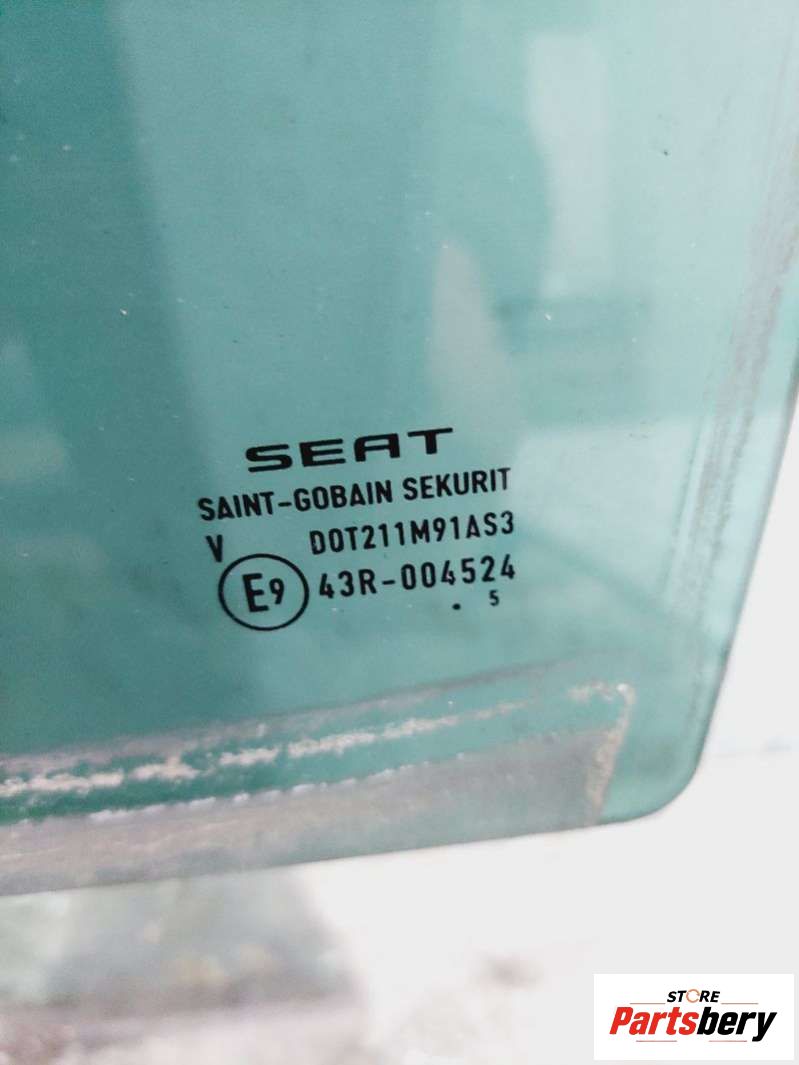 SEAT
SAINT-GOBAIN SEKURIT
V DOT211M91AS3
E9 43R-004524
. 5
STORE
Partsbery